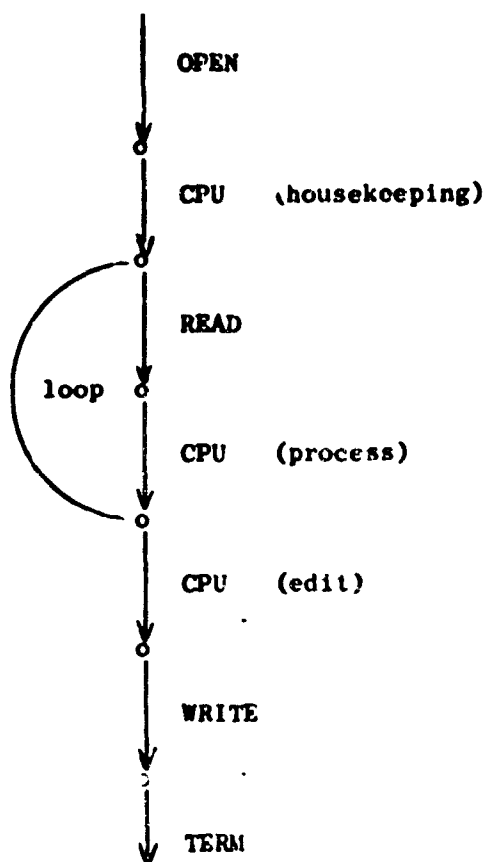 OPEN
CPU (housekeeping)
READ
loop
CPU (process)
CPU (edit)
WRITE
TERM